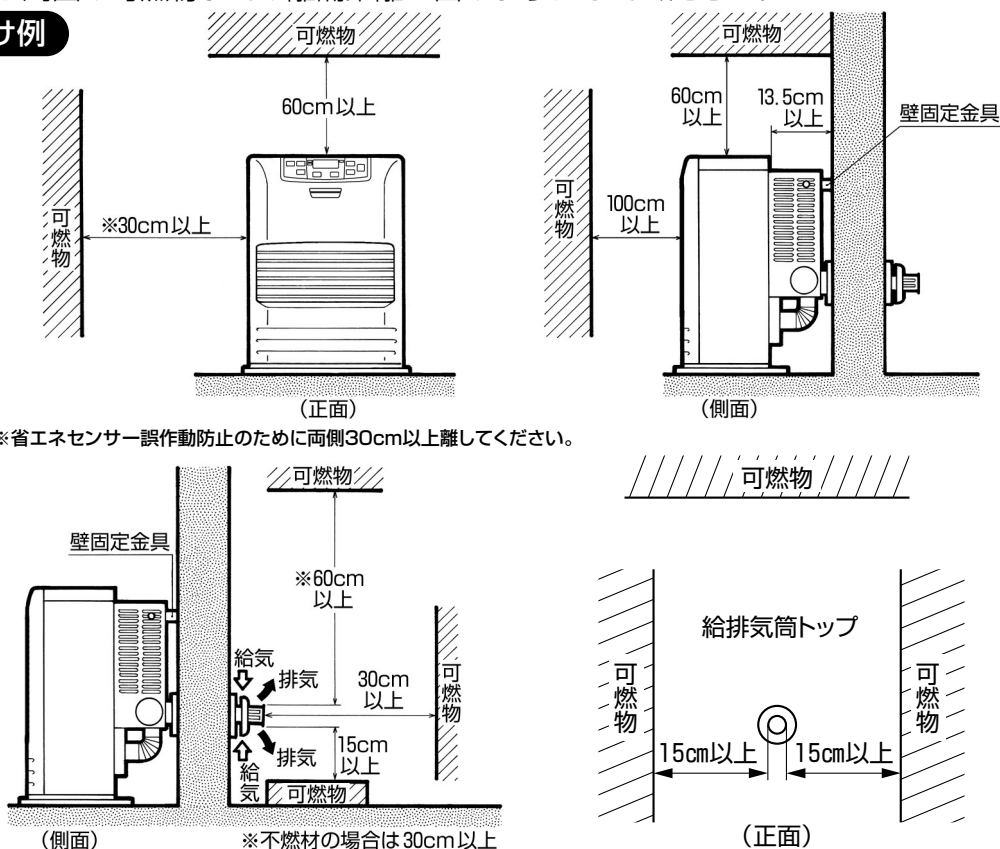 け例
可燃物
60cm以上
可燃物
※30cm以上
（正面）
可燃物
60cm
以上
13.5cm
以上
壁固定金具
可燃物
100cm
以上
（側面）
※省エネセンサー誤作動防止のために両側30cm以上離してください。
可燃物
壁固定金具
※60cm
以上
給気
排気
30cm
以上
可燃物
排気
給気
15cm
以上
可燃物
（側面）
※不燃材の場合は30cm以上
可燃物
給排気筒トップ
可燃物
可燃物
15cm以上
15cm以上
（正面）